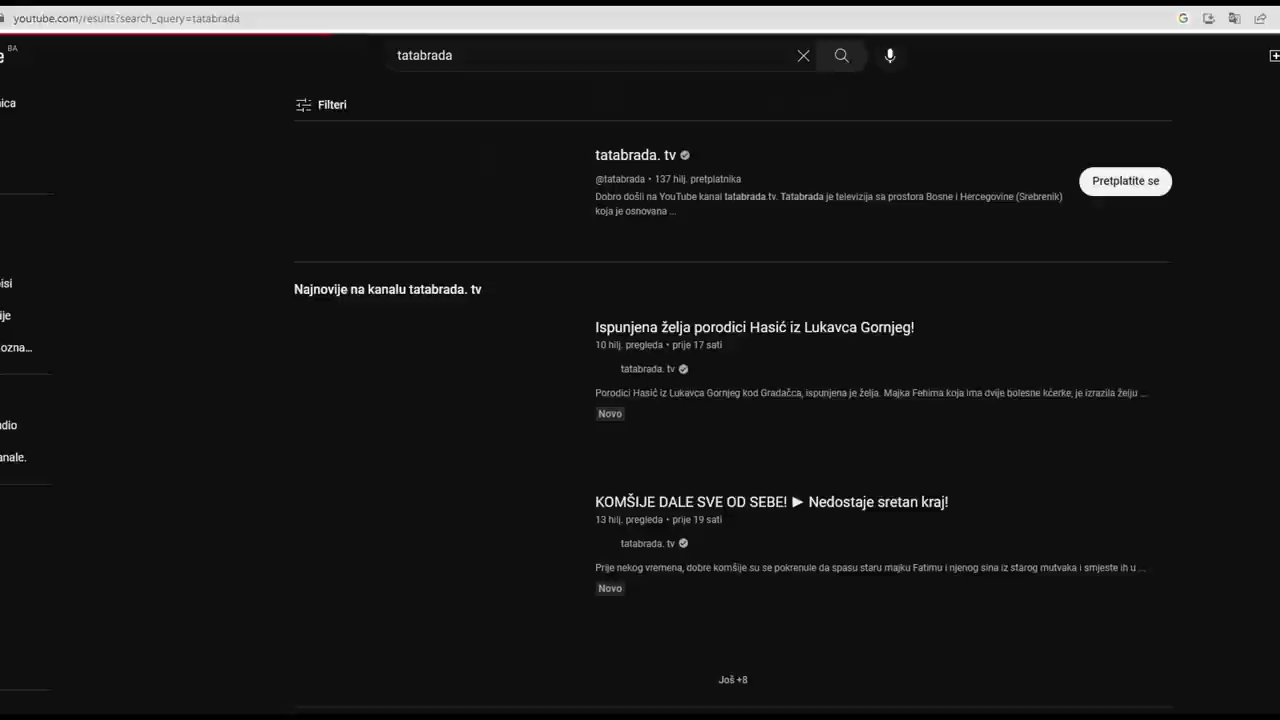 youtube.com/results?search_query=tatabrada
e BA
tatabrada
ica
Filteri
tatabrada. tv
@tatabrada • 137 hilj. pretplatnika
Pretplatite se
Dobro došli na YouTube kanal tatabrada.tv. Tatabrada je televizija sa prostora Bosne i Hercegovine (Srebrenik)
koja je osnovana ...
isi
Najnovije na kanalu tatabrada. tv
ije
Ispunjena želja porodici Hasić iz Lukavca Gornjeg!
10 hilj. pregleda • prije 17 sati
ozna...
tatabrada. tv
Porodici Hasić iz Lukavca Gornjeg kod Gradačca, ispunjena je želja. Majka Fehima koja ima dvije bolesne kćerke, je izrazila želju ...
Novo
dio
anale.
KOMŠIJE DALE SVE OD SEBE! ► Nedostaje sretan kraj!
13 hilj. pregleda • prije 19 sati
tatabrada. tv
Prije nekog vremena, dobre komšije su se pokrenule da spasu staru majku Fatimu i njenog sina iz starog mutvaka i smjeste ih u ...
Novo
Još +8